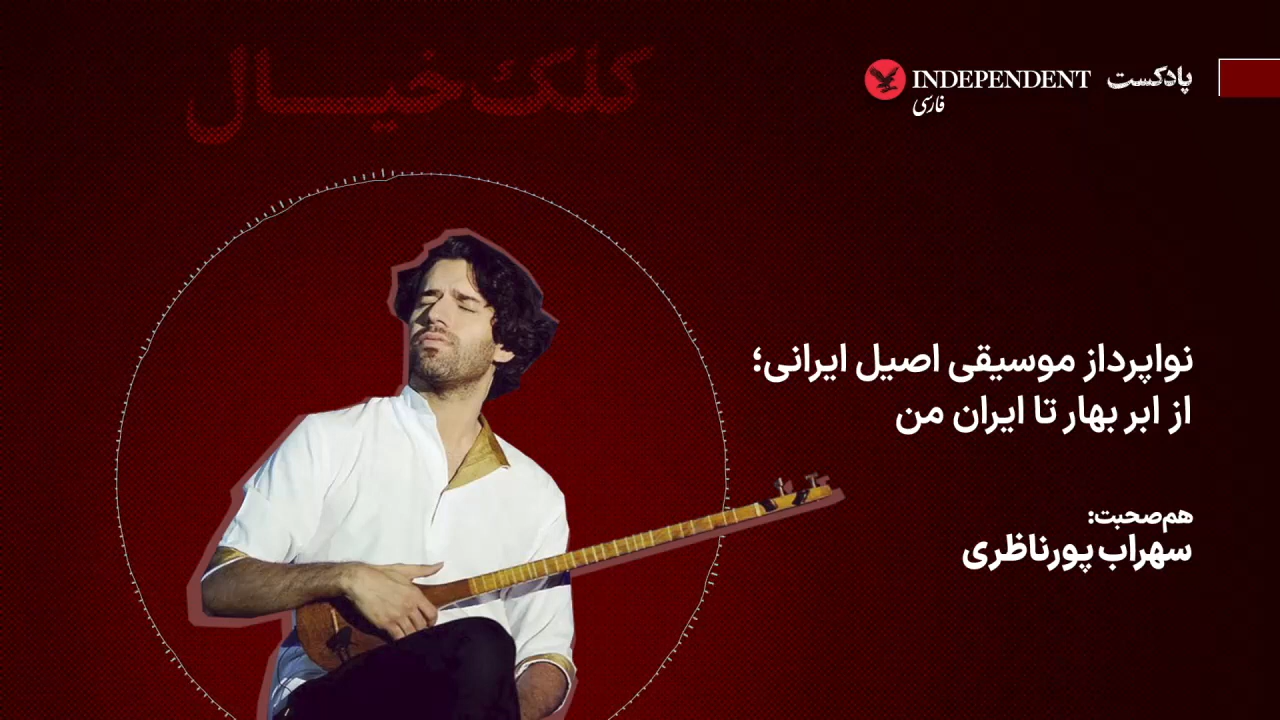 کلک خیال
پادکست INDEPENDENT
فارسی
نواپرداز موسیقی اصیل ایرانی؛
از ابر بهار تا ایران من
هم‌صحبت:
سهراب پورناظری